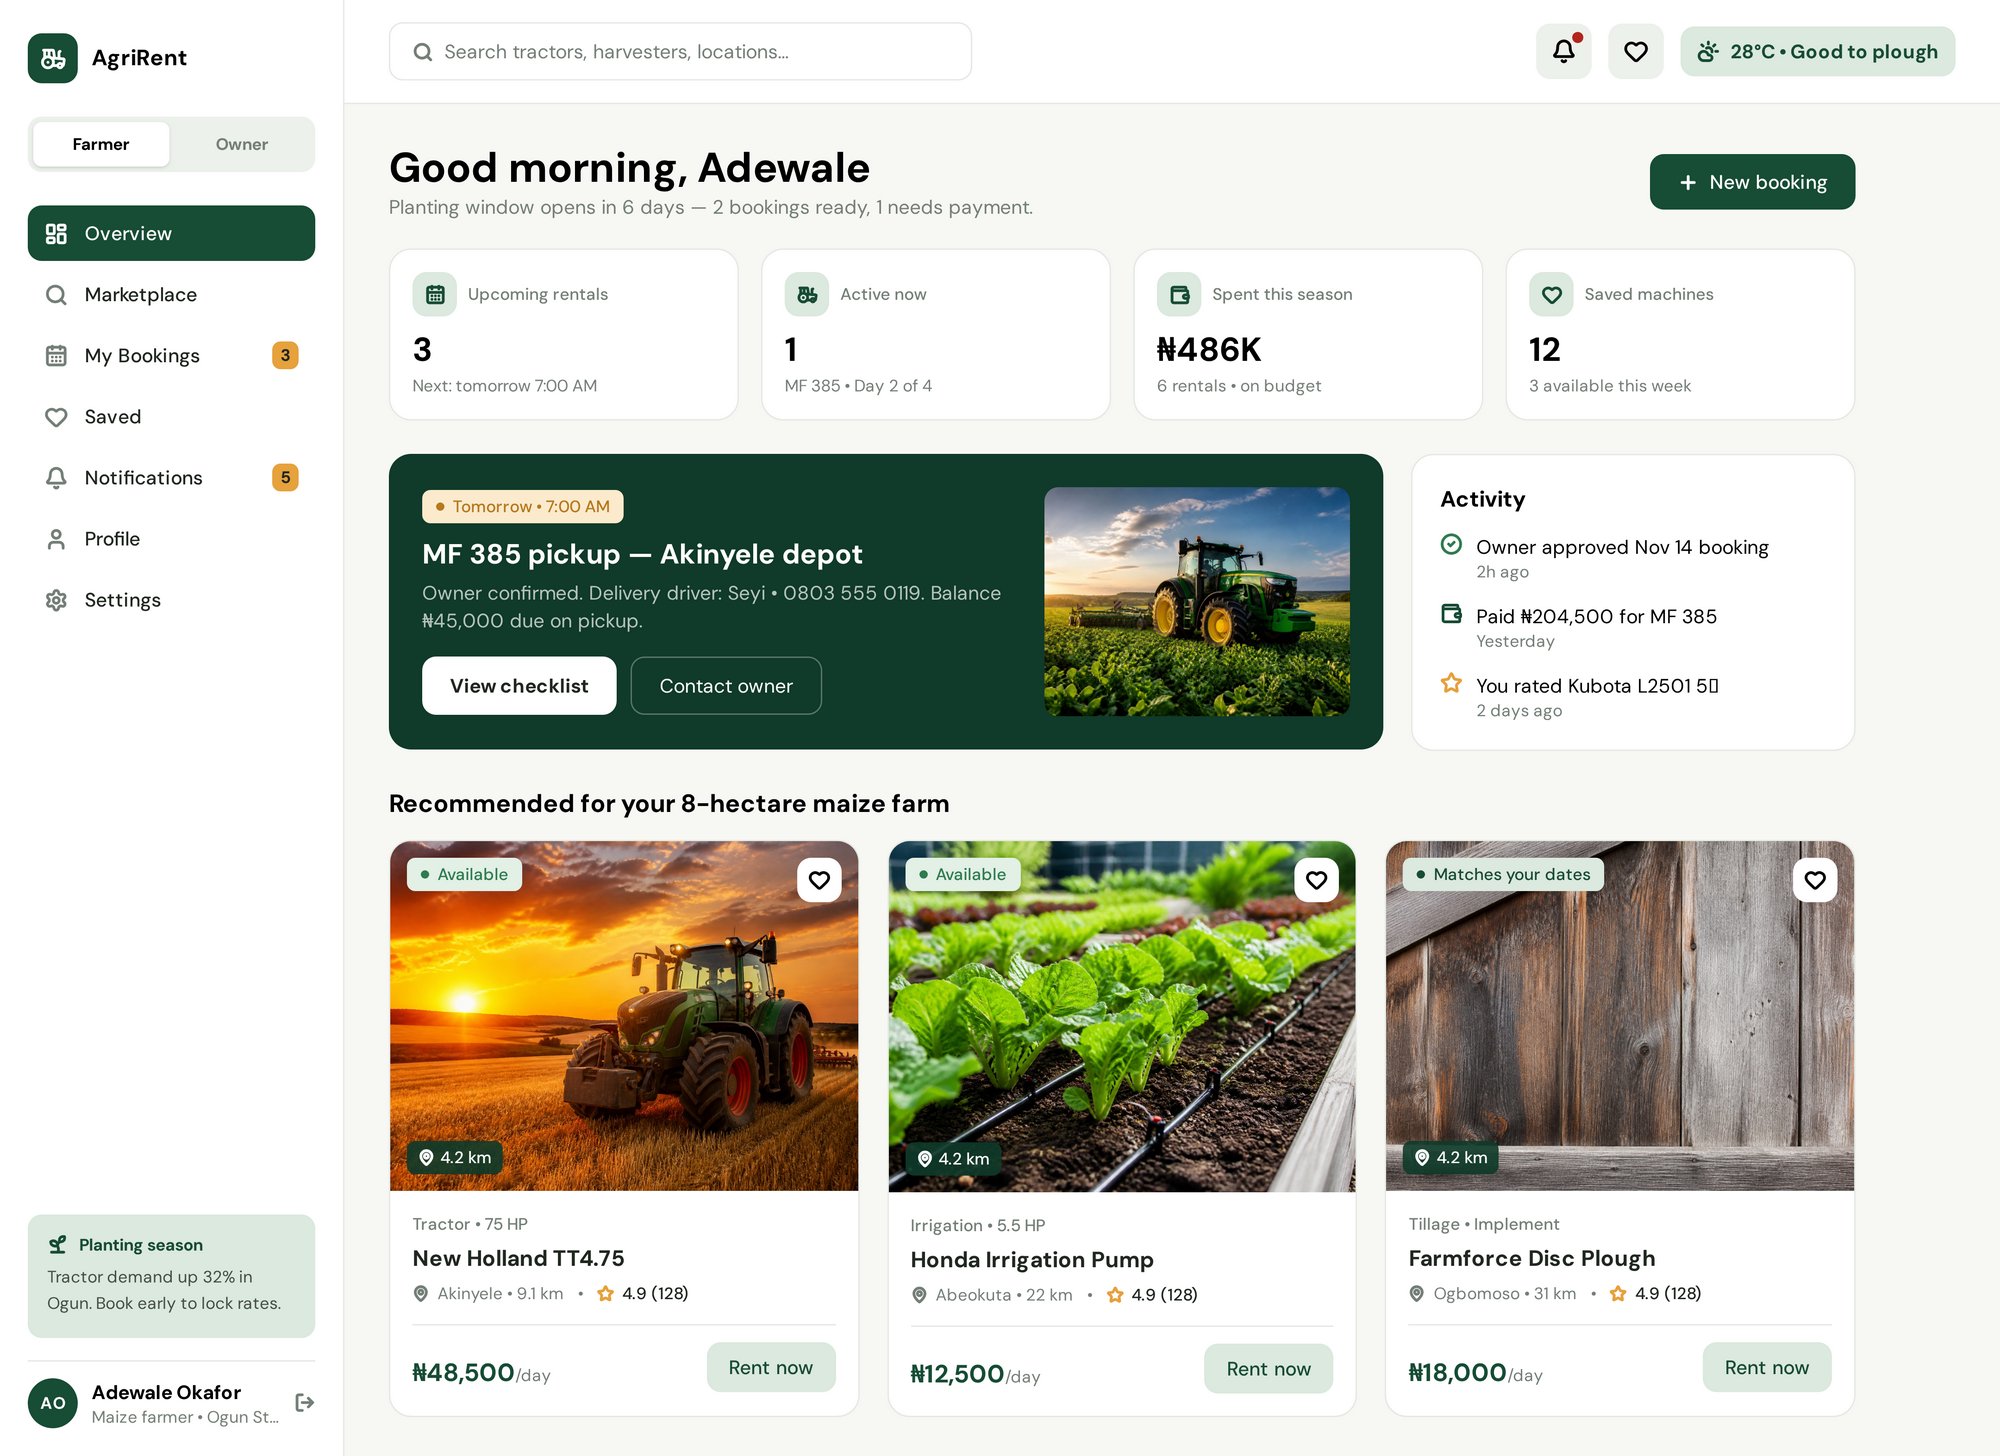 AgriRent
Farmer
Owner
Overview
Marketplace
My Bookings
3
Saved
Notifications
5
Profile
Settings
Planting season
Tractor demand up 32% in
Ogun. Book early to lock rates.
AO
Adewale Okafor
Maize farmer • Ogun St...
Search tractors, harvesters, locations...
28°C • Good to plough
Good morning, Adewale
Planting window opens in 6 days — 2 bookings ready, 1 needs payment.
+ New booking
Upcoming rentals
3
Next: tomorrow 7:00 AM
Active now
1
MF 385 • Day 2 of 4
Spent this season
₦486K
6 rentals • on budget
Saved machines
12
3 available this week
Tomorrow • 7:00 AM
MF 385 pickup — Akinyele depot
Owner confirmed. Delivery driver: Seyi • 0803 555 0119. Balance
₦45,000 due on pickup.
View checklist
Contact owner
Activity
Owner approved Nov 14 booking
2h ago
Paid ₦204,500 for MF 385
Yesterday
You rated Kubota L2501 5▯
2 days ago
Recommended for your 8-hectare maize farm
Available
4.2 km
Tractor • 75 HP
New Holland TT4.75
Akinyele • 9.1 km • 4.9 (128)
₦48,500/day
Rent now
Available
4.2 km
Irrigation • 5.5 HP
Honda Irrigation Pump
Abeokuta • 22 km • 4.9 (128)
₦12,500/day
Rent now
Matches your dates
4.2 km
Tillage • Implement
Farmforce Disc Plough
Ogbomoso • 31 km • 4.9 (128)
₦18,000/day
Rent now